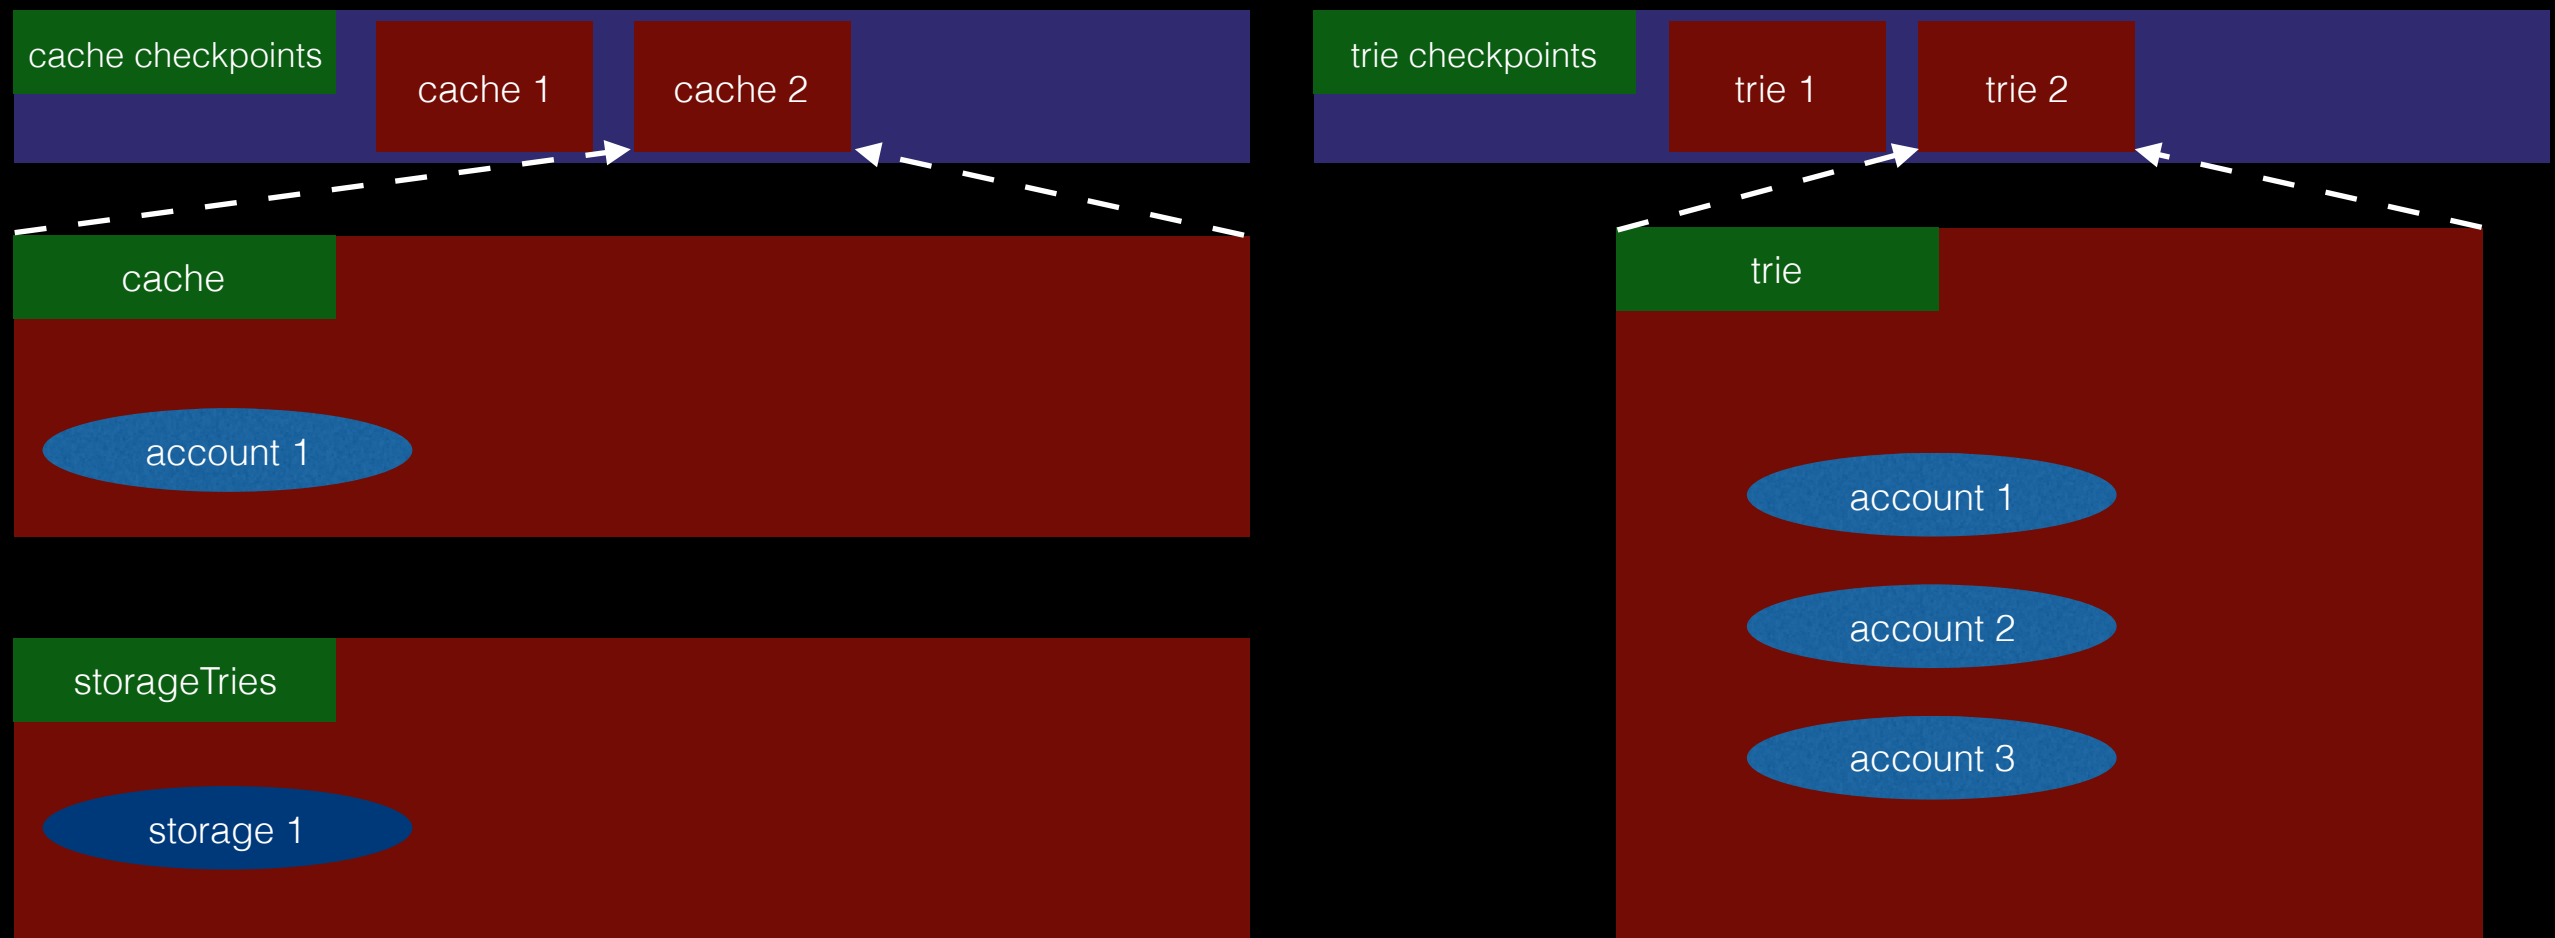 cache checkpoints
cache 1
cache 2
cache
account 1
storageTries
storage 1
trie checkpoints
trie 1
trie 2
trie
account 1
account 2
account 3